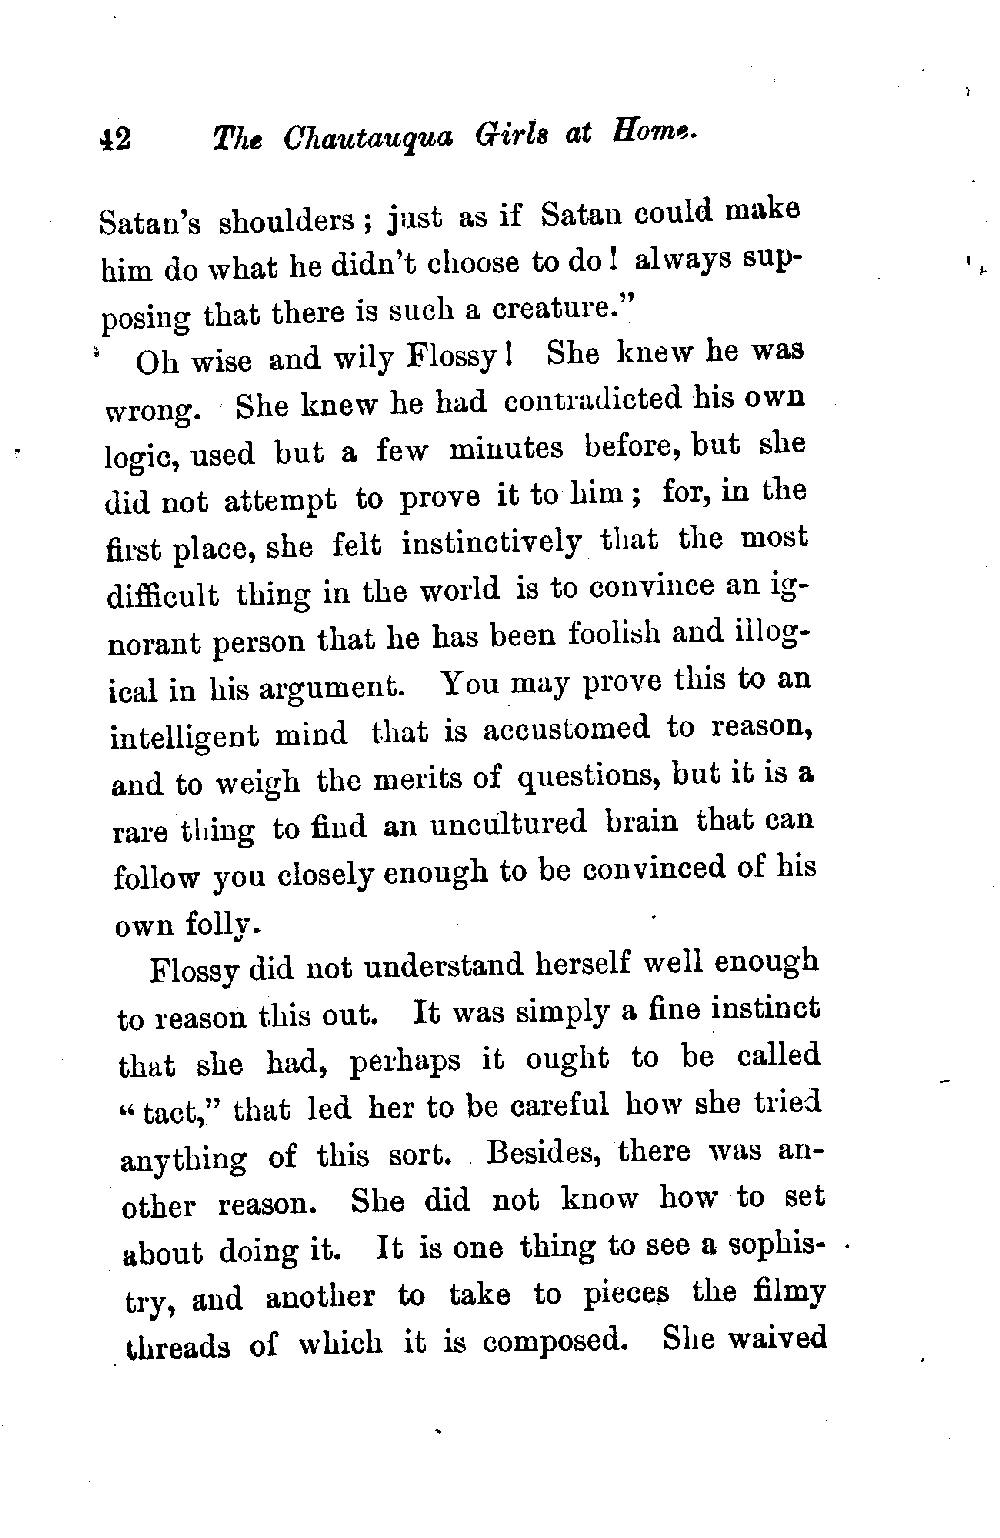 42 The Chautauqua Girls at Home.
Satan's shoulders; just as if Satan could make
him do what he didn't choose to do! always sup-
posing that there is such a creature."
Oh wise and wily Flossy! She knew he was
wrong. She knew he had contradicted his own
logic, used but a few minutes before, but she
did not attempt to prove it to him; for, in the
first place, she felt instinctively that the most
difficult thing in the world is to convince an ig-
norant person that he has been foolish and illog-
ical in his argument. You may prove this to an
intelligent mind that is accustomed to reason,
and to weigh the merits of questions, but it is a
rare thing to find an uncultured brain that can
follow you closely enough to be convinced of his
own folly.
Flossy did not understand herself well enough
to reason this out. It was simply a fine instinct
that she had, perhaps it ought to be called
"tact," that led her to be careful how she tried
anything of this sort. Besides, there was an-
other reason. She did not know how to set
about doing it. It is one thing to see a sophis-
try, and another to take to pieces the filmy
threads of which it is composed. She waived